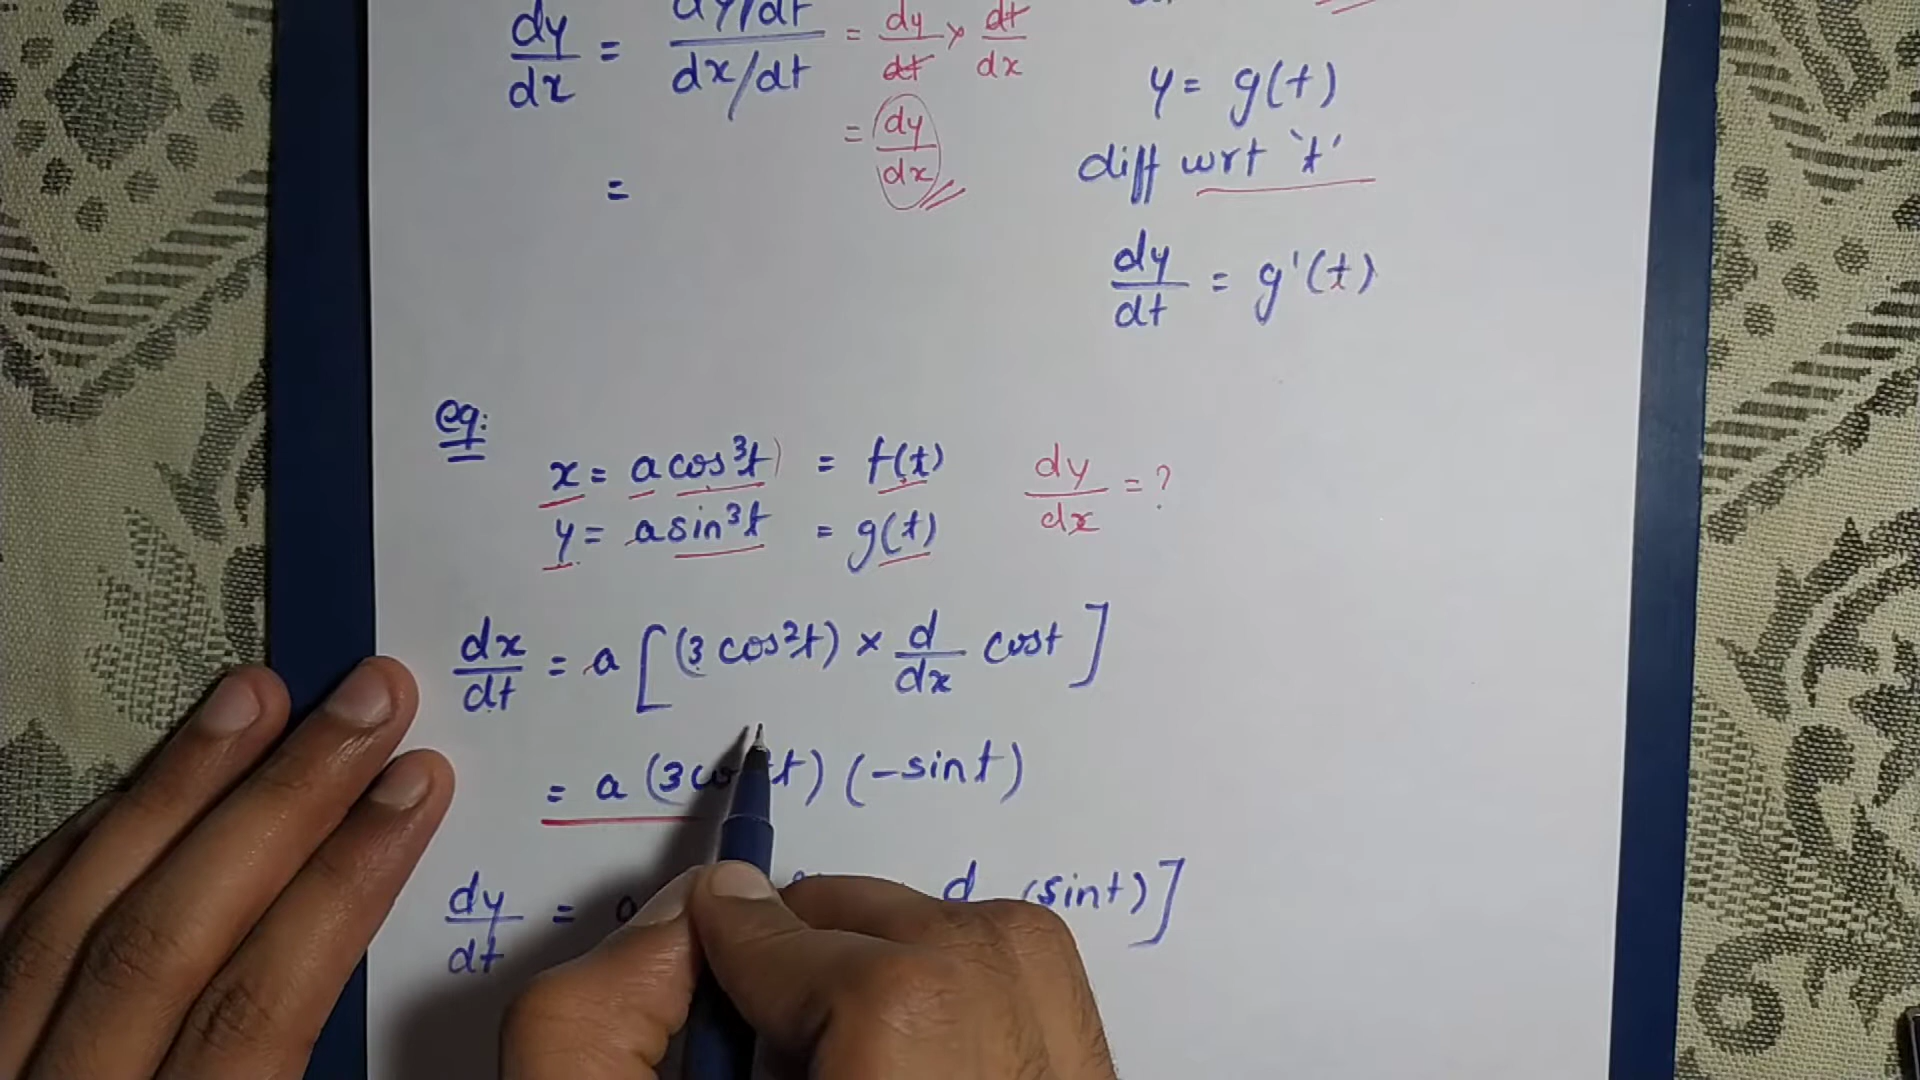 dy/dx = dy/dt / dx/dt = dy/dt × dt/dx
= dy/dx
=
y = g(t)
diff wrt 't'
dy/dt = g'(t)
eg:
x = a cos³t = f(t)
y = a sin³t = g(t)
dy/dx = ?
dx/dt = a [(3 cos²t) × d/dx cost]
= a (3 t) (-sint)
dy/dt = d (sint)]